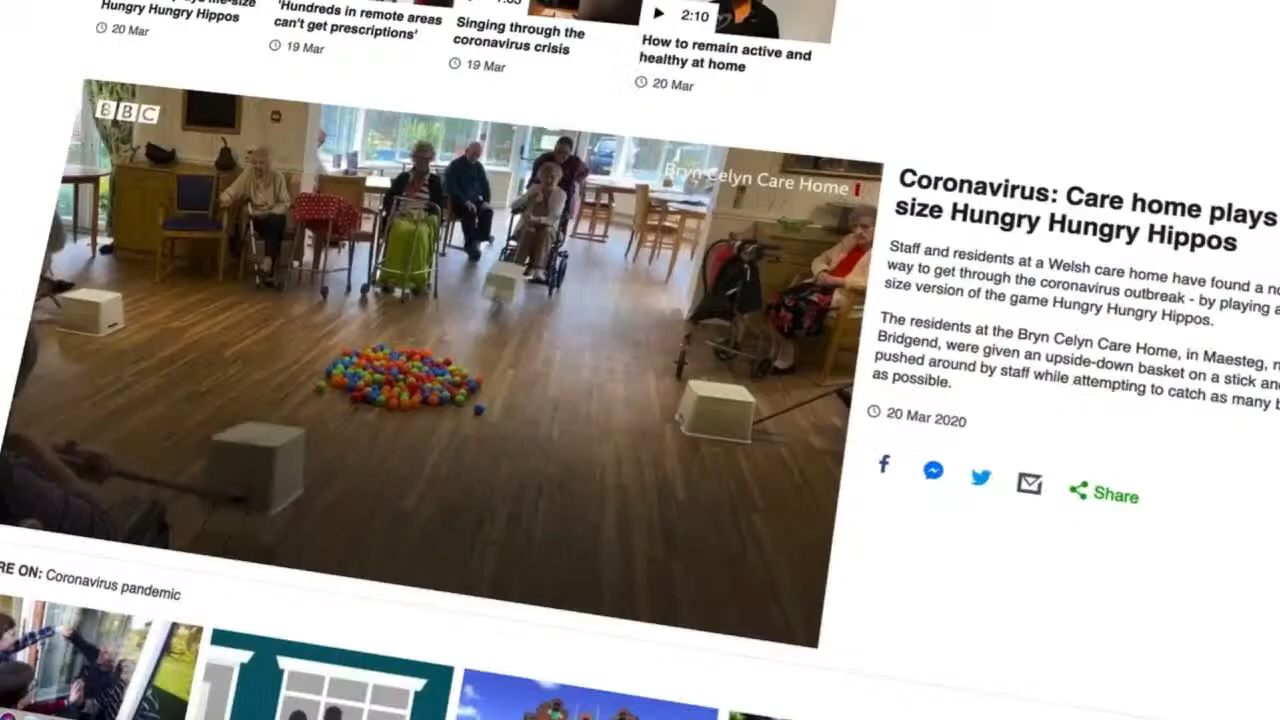 Hungry Hungry Hippos
20 Mar
'Hundreds in remote areas
can't get prescriptions'
19 Mar
Singing through the
coronavirus crisis
19 Mar
2:10
How to remain active and
healthy at home
20 Mar
BBC
Bryn Celyn Care Home
Coronavirus: Care home plays
size Hungry Hungry Hippos
Staff and residents at a Welsh care home have found a
way to get through the coronavirus outbreak - by playing a
size version of the game Hungry Hungry Hippos.
The residents at the Bryn Celyn Care Home, in Maesteg,
Bridgend, were given an upside-down basket on a stick
pushed around by staff while attempting to catch as many
as possible.
20 Mar 2020
Share
RE ON: Coronavirus pandemic